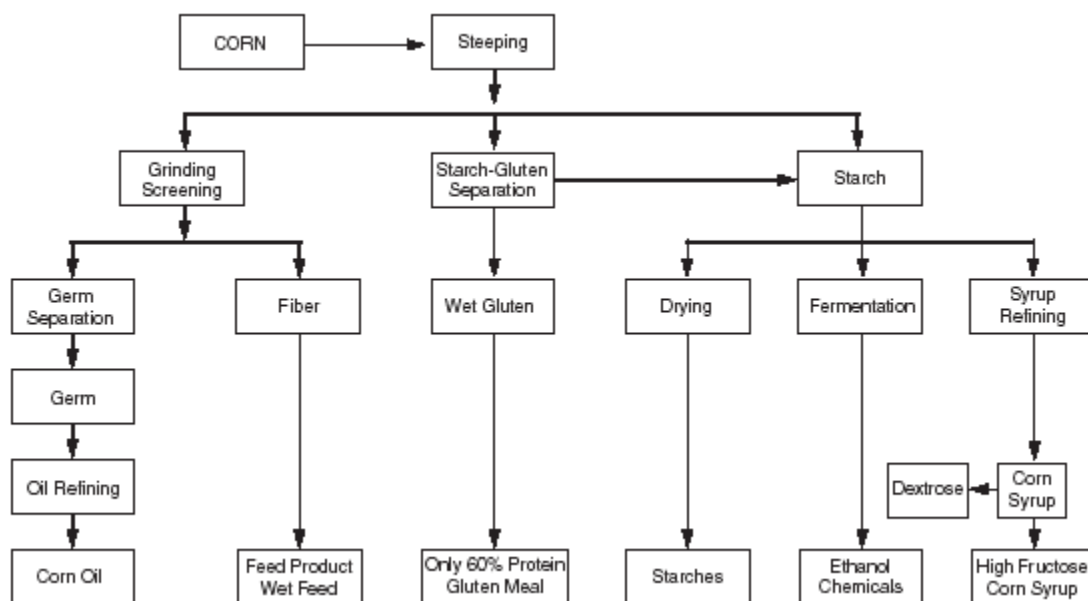 CORN
Steeping
Grinding
Screening
Starch-Gluten
Separation
Starch
Germ
Separation
Fiber
Wet Gluten
Drying
Fermentation
Syrup
Refining
Germ
Oil Refining
Dextrose
Corn
Syrup
Corn Oil
Feed Product
Wet Feed
Only 60% Protein
Gluten Meal
Starches
Ethanol
Chemicals
High Fructose
Corn Syrup